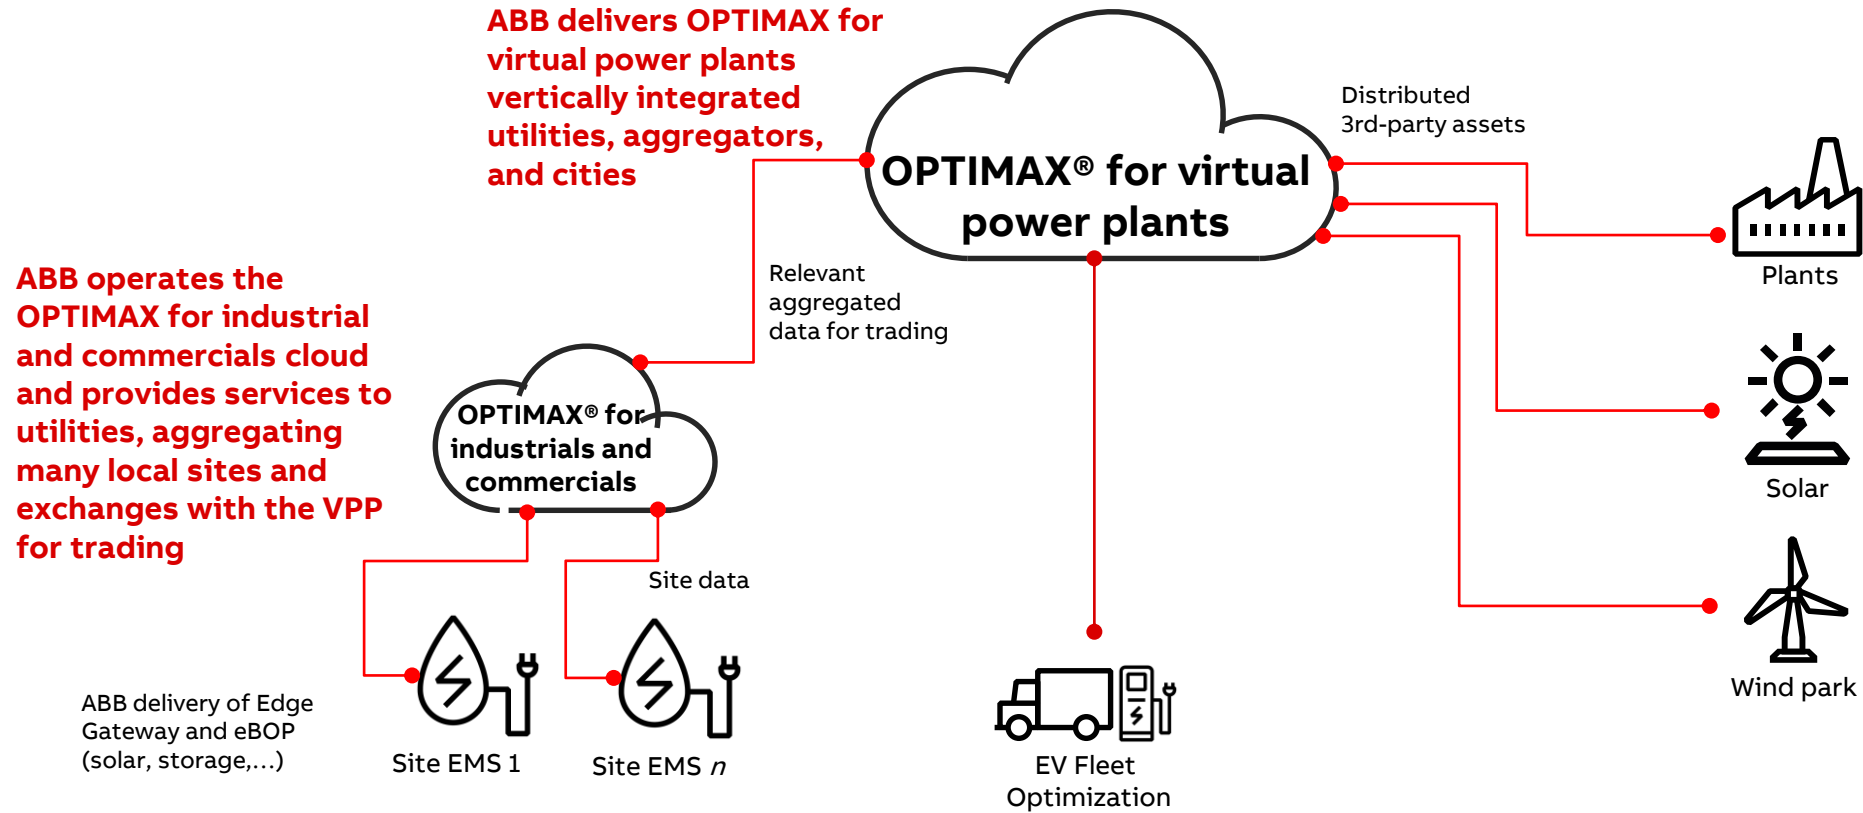 ABB delivers OPTIMAX for
virtual power plants
vertically integrated
utilities, aggregators,
and cities
OPTIMAX® for virtual
power plants
Distributed
3rd-party assets
Plants
Relevant
aggregated
data for trading
ABB operates the
OPTIMAX for industrial
and commercials cloud
and provides services to
utilities, aggregating
many local sites and
exchanges with the VPP
for trading
OPTIMAX® for
industrials and
commercials
Solar
Site data
Wind park
ABB delivery of Edge
Gateway and eBOP
(solar, storage,...)
Site EMS 1
Site EMS n
EV Fleet
Optimization